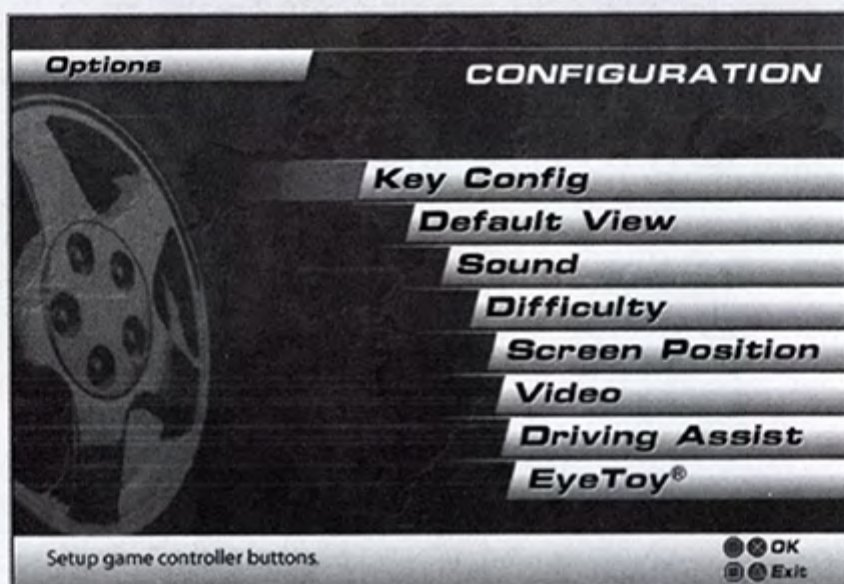 Options
CONFIGURATION
Key Config
Default View
Sound
Difficulty
Screen Position
Video
Driving Assist
EyeToy®
Setup game controller buttons.
OK
Exit